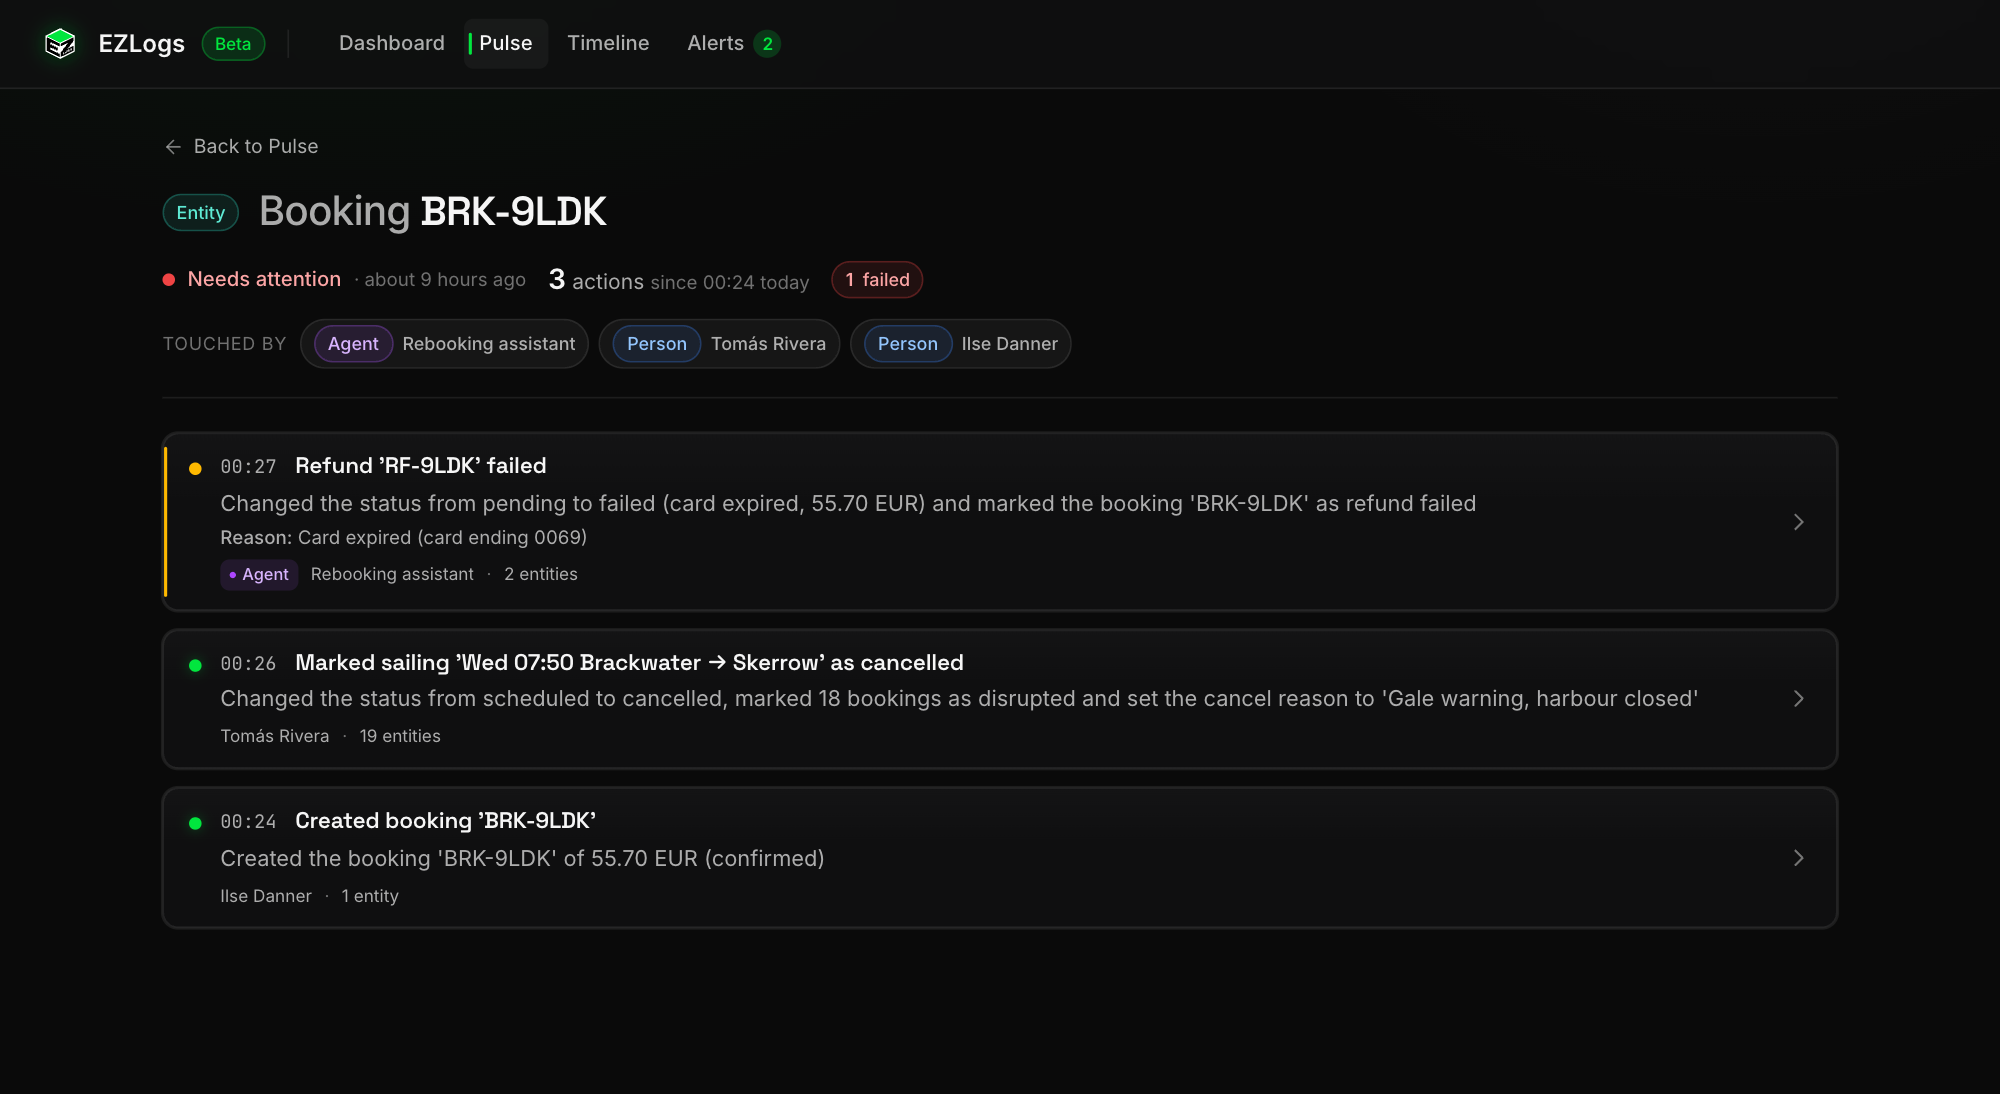 EZLogs Beta Dashboard Pulse Timeline Alerts 2
← Back to Pulse
Entity Booking BRK-9LDK
Needs attention · about 9 hours ago 3 actions since 00:24 today 1 failed
TOUCHED BY Agent Rebooking assistant Person Tomás Rivera Person Ilse Danner
00:27 Refund 'RF-9LDK' failed
Changed the status from pending to failed (card expired, 55.70 EUR) and marked the booking 'BRK-9LDK' as refund failed
Reason: Card expired (card ending 0069)
Agent Rebooking assistant · 2 entities
00:26 Marked sailing 'Wed 07:50 Brackwater → Skerrow' as cancelled
Changed the status from scheduled to cancelled, marked 18 bookings as disrupted and set the cancel reason to 'Gale warning, harbour closed'
Tomás Rivera · 19 entities
00:24 Created booking 'BRK-9LDK'
Created the booking 'BRK-9LDK' of 55.70 EUR (confirmed)
Ilse Danner · 1 entity